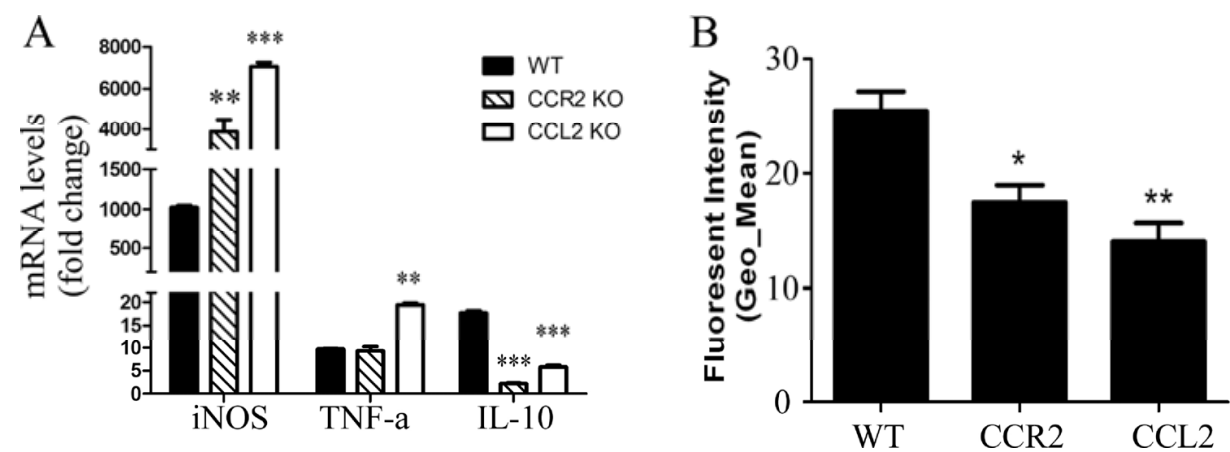 A
mRNA levels
(fold change)
8000
6000
4000
1500
1000
500
20
15
10
5
0
**
***
**
***
***
WT
CCR2 KO
CCL2 KO
iNOS
TNF-a
IL-10
B
Fluoresent Intensity
(Geo_Mean)
30
20
10
0
*
**
WT
CCR2
CCL2